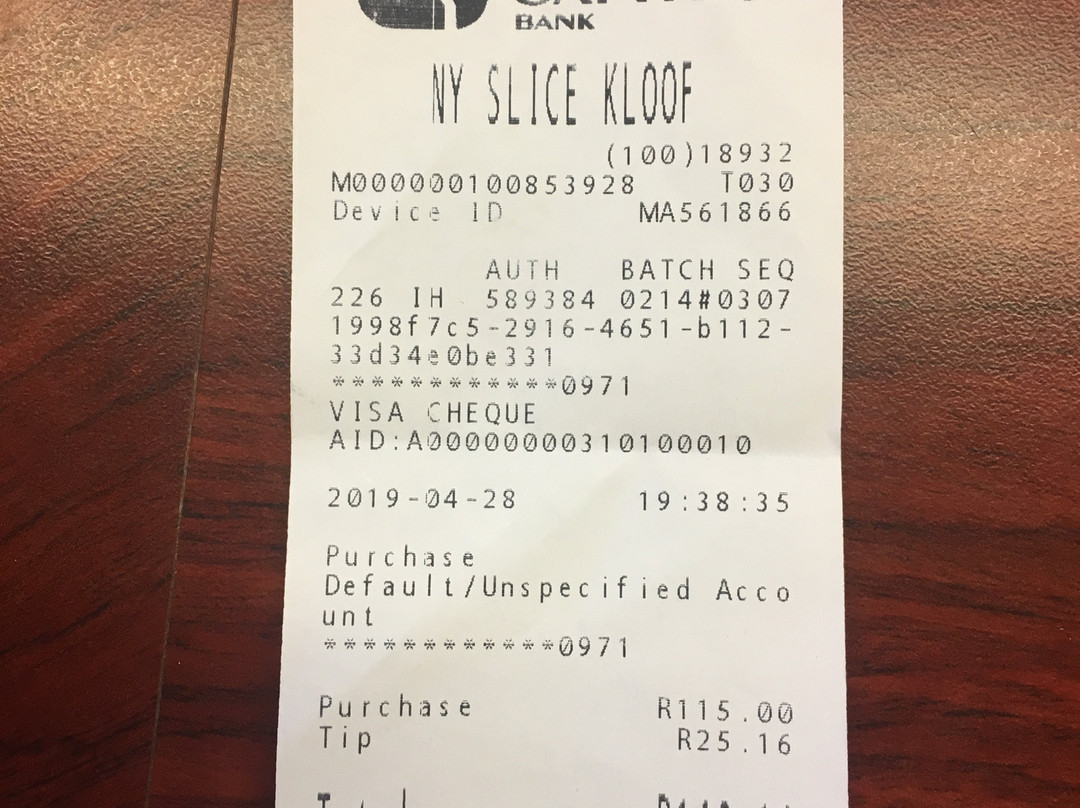 BANK
NY SLICE KLOOF
(100)18932
M000000100853928 T030
Device ID MA561866
AUTH BATCH SEQ
226 IH 589384 0214#0307
1998f7c5-2916-4651-b112-
33d34e0be331
************0971
VISA CHEQUE
AID:A00000000310100010
2019-04-28 19:38:35
Purchase
Default/Unspecified Acco
unt
************0971
Purchase R115.00
Tip R25.16